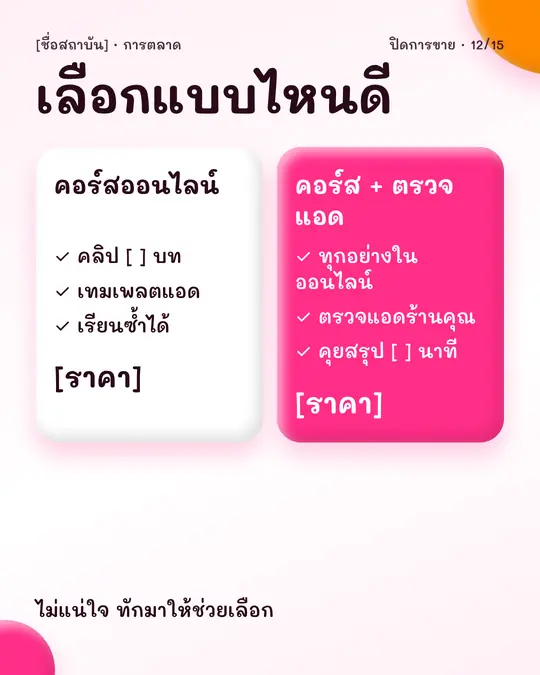 [ชื่อสถาบัน] · การตลาด
ปิดการขาย · 12/15
เลือกแบบไหนดี
คอร์สออนไลน์
✓ คลิป [ ] บท
✓ เทมเพลตแอด
✓ เรียนซ้ำได้
[ราคา]
คอร์ส + ตรวจ
แอด
✓ ทุกอย่างใน
ออนไลน์
✓ ตรวจแอดร้านคุณ
✓ คุยสรุป [ ] นาที
[ราคา]
ไม่แน่ใจ ทักมาให้ช่วยเลือก